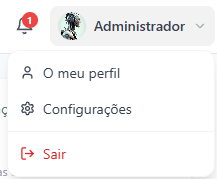 1
Administrador
O meu perfil
Configurações
Sair